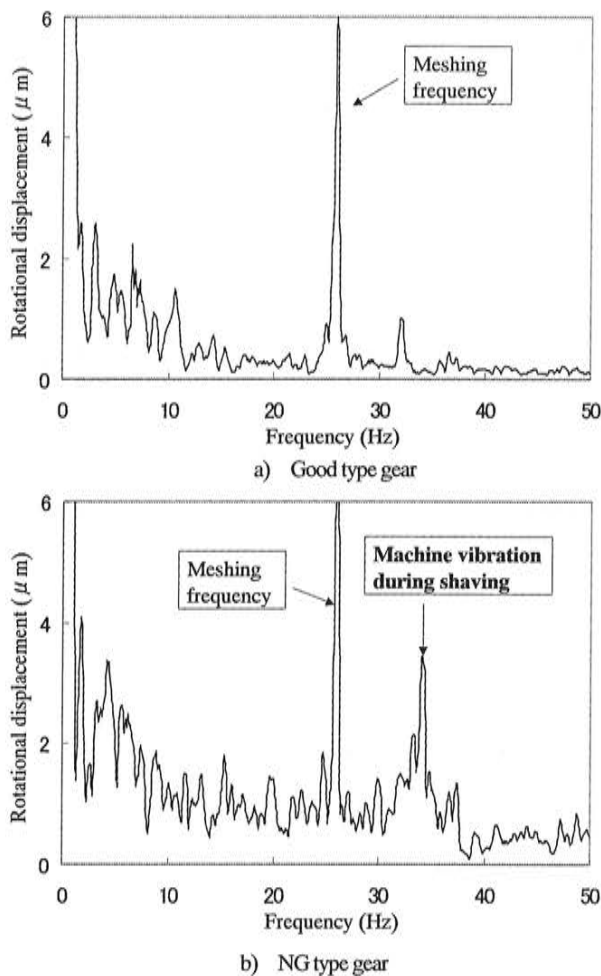 6
4
2
0
Rotational displacement ( μ m)
Meshing
frequency
0
10
20
30
40
50
Frequency (Hz)
a) Good type gear
6
4
2
0
Rotational displacement ( μ m)
Meshing
frequency
Machine vibration
during shaving
0
10
20
30
40
50
Frequency (Hz)
b) NG type gear